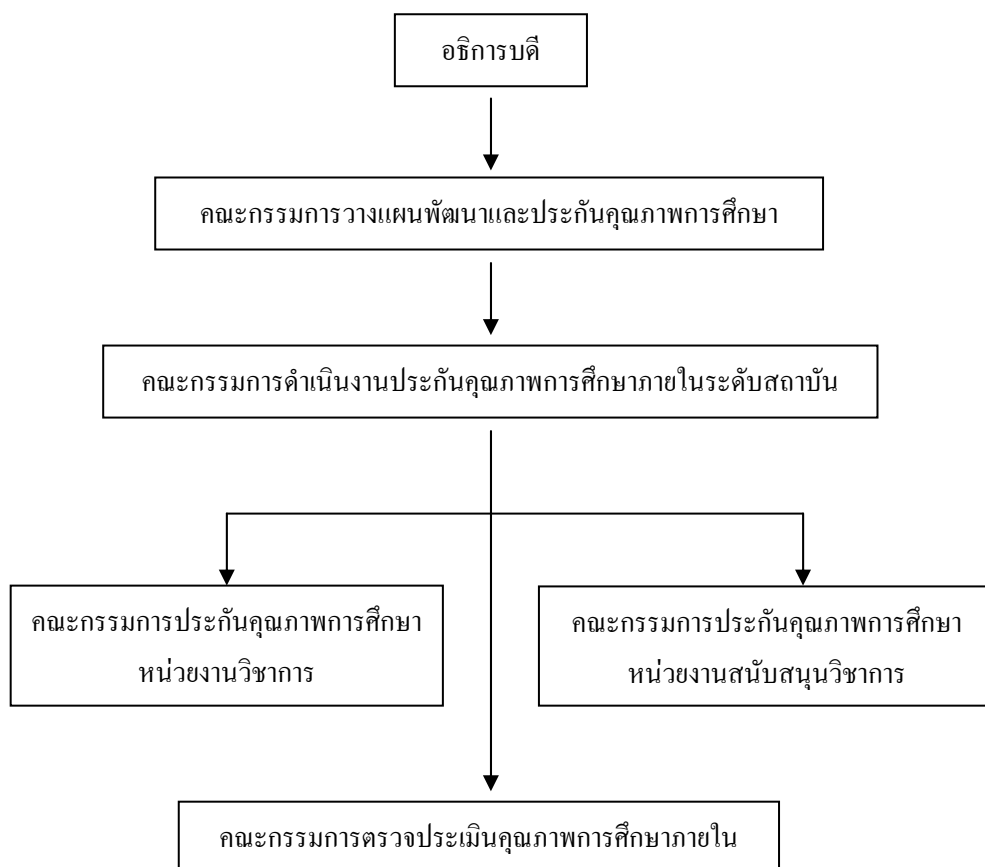 อธิการบดี
คณะกรรมการวางแผนพัฒนาและประกันคุณภาพการศึกษา
คณะกรรมการดำเนินงานประกันคุณภาพการศึกษาภายในระดับสถาบัน
คณะกรรมการประกันคุณภาพการศึกษา
หน่วยงานวิชาการ
คณะกรรมการประกันคุณภาพการศึกษา
หน่วยงานสนับสนุนวิชาการ
คณะกรรมการตรวจประเมินคุณภาพการศึกษาภายใน